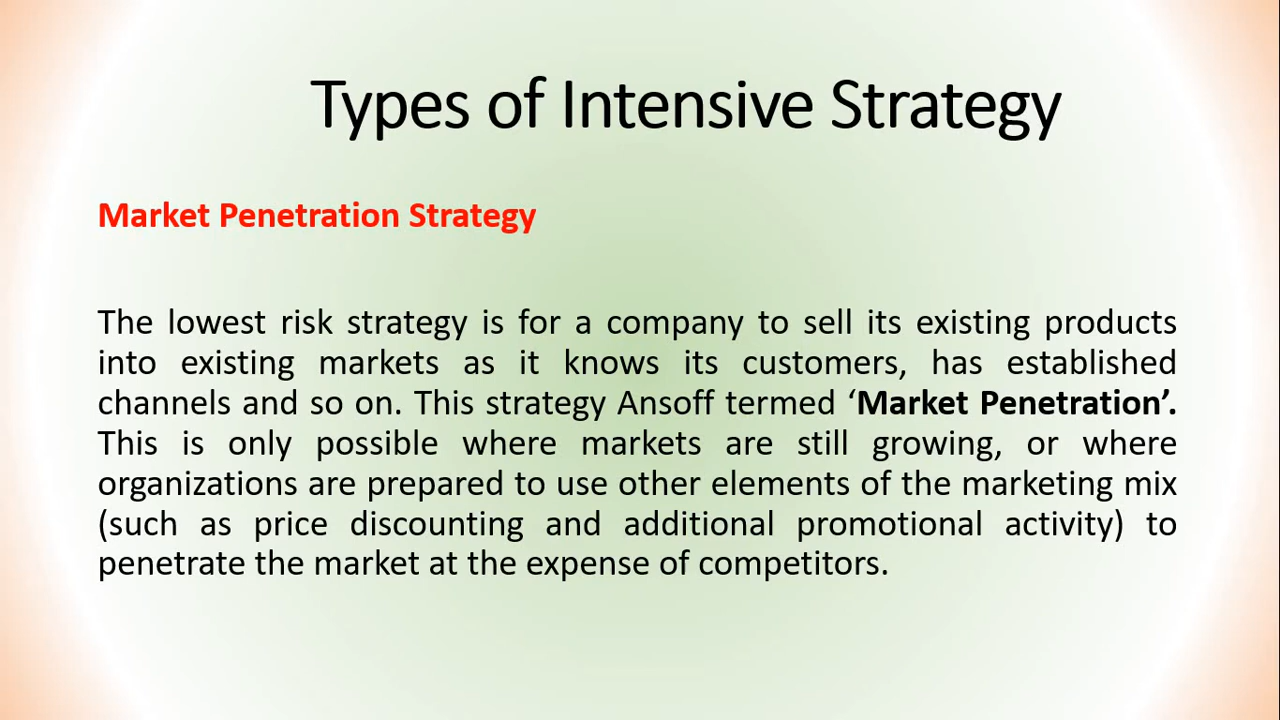 Types of Intensive Strategy
Market Penetration Strategy
The lowest risk strategy is for a company to sell its existing products
into existing markets as it knows its customers, has established
channels and so on. This strategy Ansoff termed ‘Market Penetration’.
This is only possible where markets are still growing, or where
organizations are prepared to use other elements of the marketing mix
(such as price discounting and additional promotional activity) to
penetrate the market at the expense of competitors.